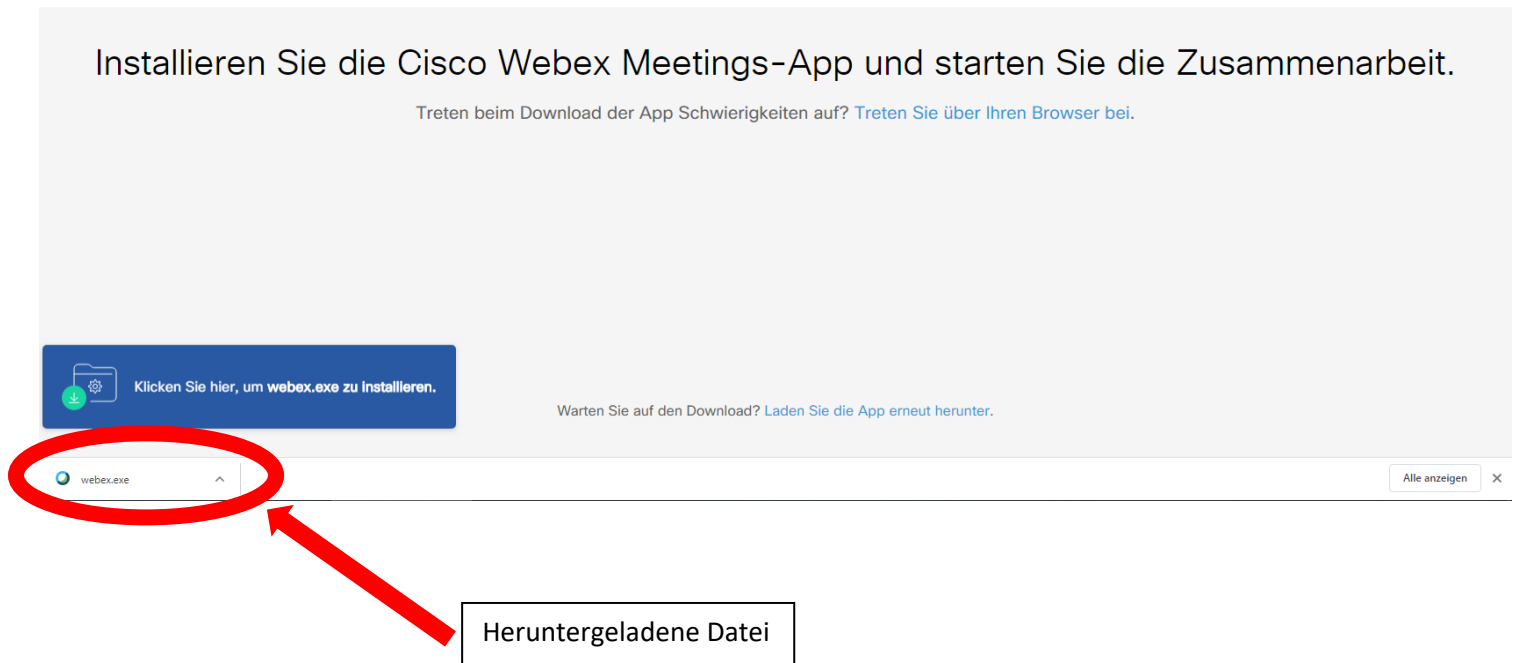 Installieren Sie die Cisco Webex Meetings-App und starten Sie die Zusammenarbeit.
Treten beim Download der App Schwierigkeiten auf? Treten Sie über Ihren Browser bei.
Klicken Sie hier, um webex.exe zu installieren.
Warten Sie auf den Download? Laden Sie die App erneut herunter.
webex.exe
Alle anzeigen
Heruntergeladene Datei